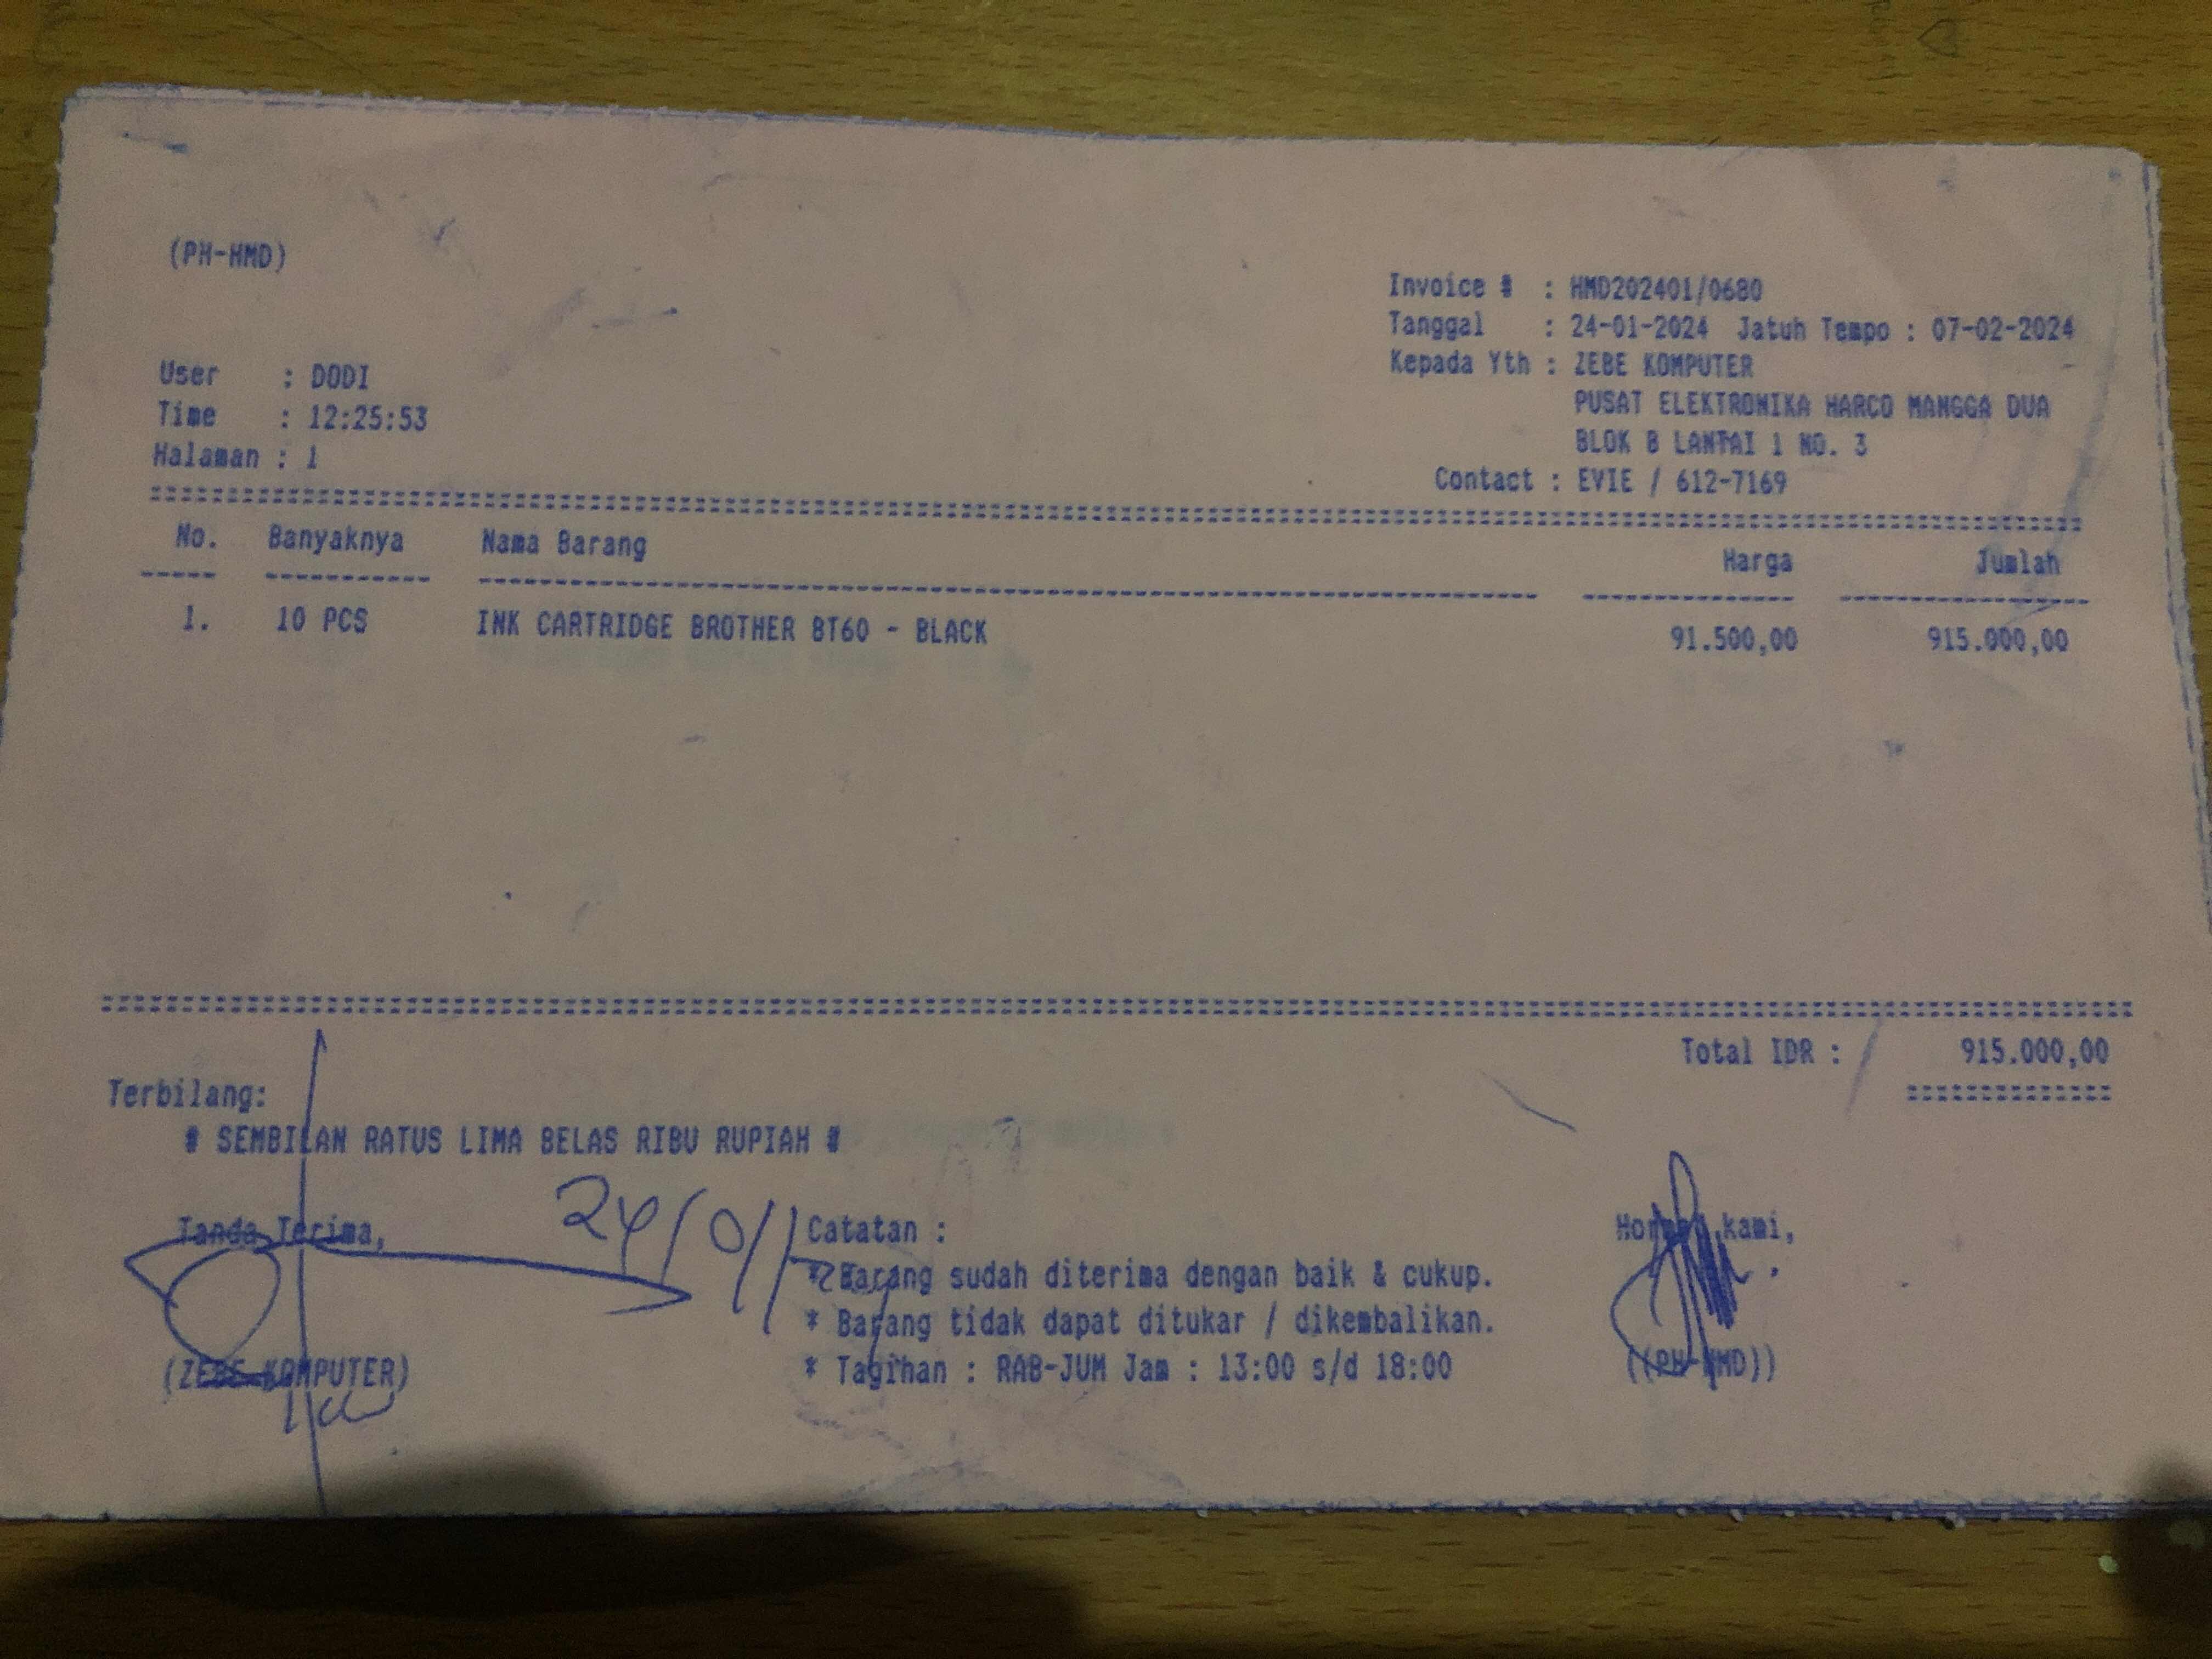 (PH-HMD)
Invoice # : HMD202401/0680
Tanggal : 24-01-2024 Jatuh Tempo : 07-02-2024
Kepada Yth : ZEBE KOMPUTER
PUSAT ELEKTRONIKA HARCO MANGGA DUA
BLOK B LANTAI 1 NO. 3
Contact : EVIE / 612-7169
User : DODI
Time : 12:25:53
Halaman : 1
No. Banyaknya Nama Barang Harga Jumlah
1. 10 PCS INK CARTRIDGE BROTHER BT60 - BLACK 91.500,00 915.000,00
Total IDR : 915.000,00
Terbilang:
# SEMBILAN RATUS LIMA BELAS RIBU RUPIAH #
Tanda Terima,
24/01/
Catatan :
* Barang sudah diterima dengan baik & cukup.
* Barang tidak dapat ditukar / dikembalikan.
* Tagihan : RAB-JUM Jam : 13:00 s/d 18:00
Hormat kami,
(ZEBE KOMPUTER)
((PH-HMD))